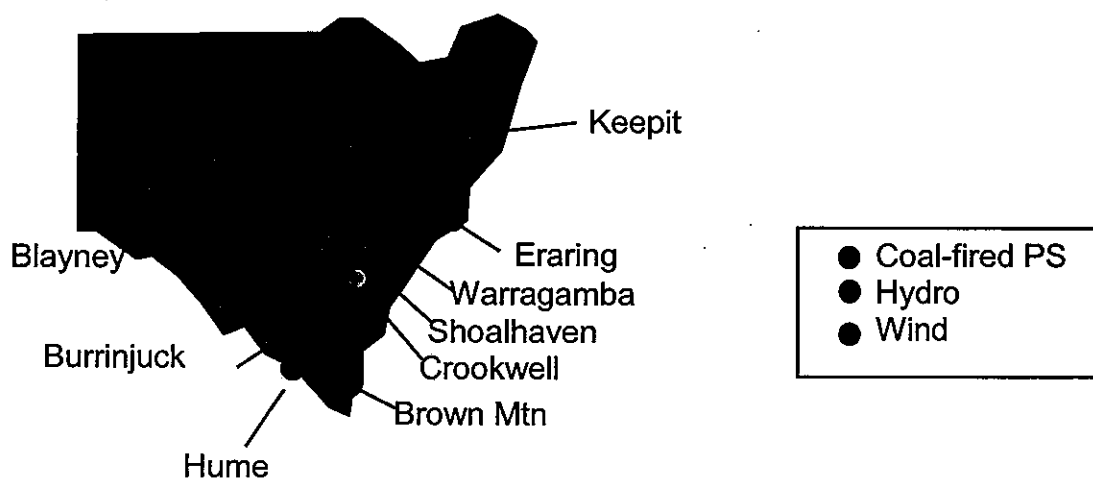 Keepit
Eraring
Blayney
Warragamba
Shoalhaven
Burrinjuck
Crookwell
Brown Mtn
Hume
Coal-fired PS
Hydro
Wind